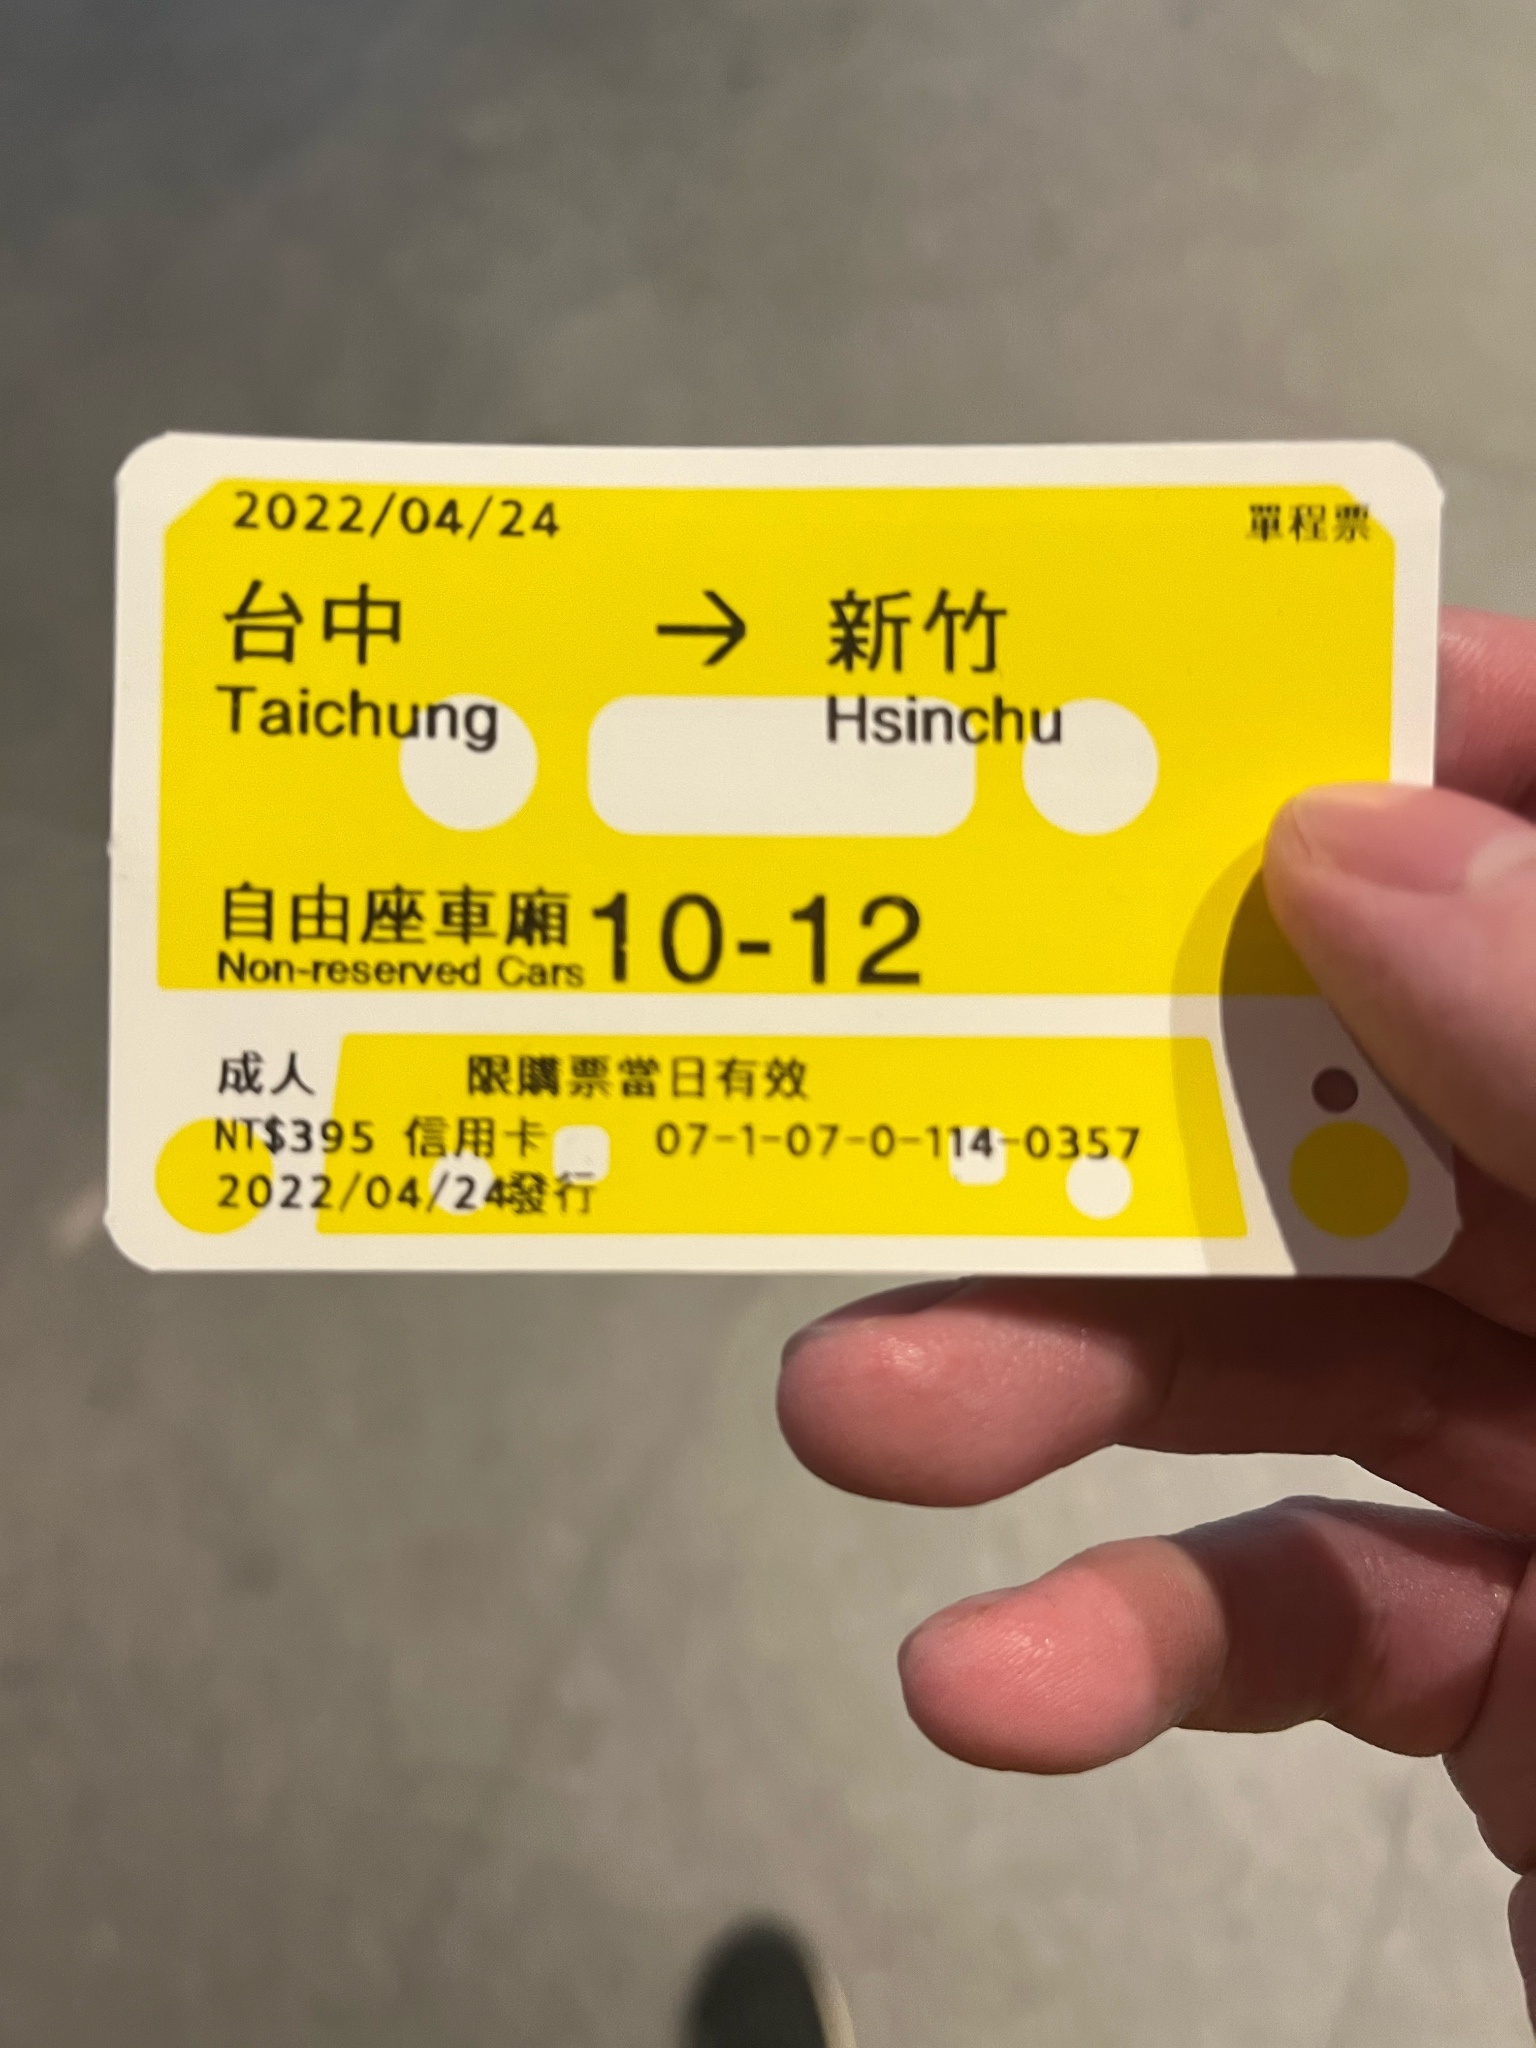 2022/04/24 單程票
台中 → 新竹
Taichung Hsinchu
自由座車廂 10-12
Non-reserved Cars
成人 限購票當日有效
NT$395 信用卡 07-1-07-0-114-0357
2022/04/24發行